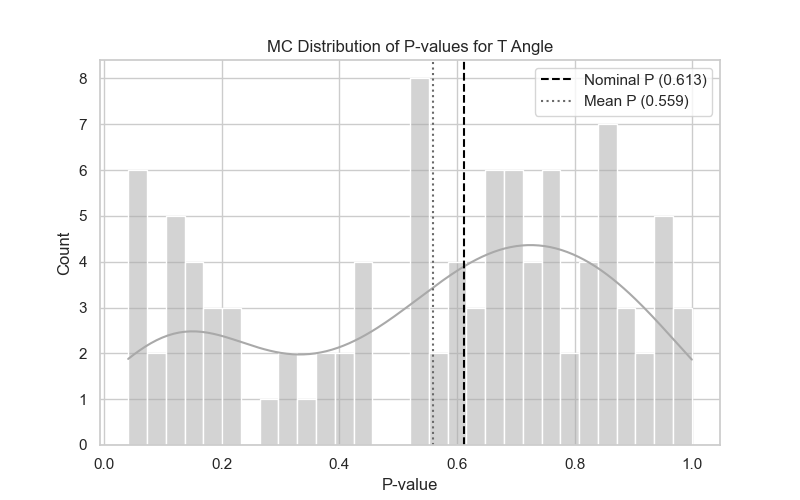 MC Distribution of P-values for T Angle
Nominal P (0.613)
Mean P (0.559)
8
7
6
5
4
3
2
1
0
Count
0.0 0.2 0.4 0.6 0.8 1.0
P-value